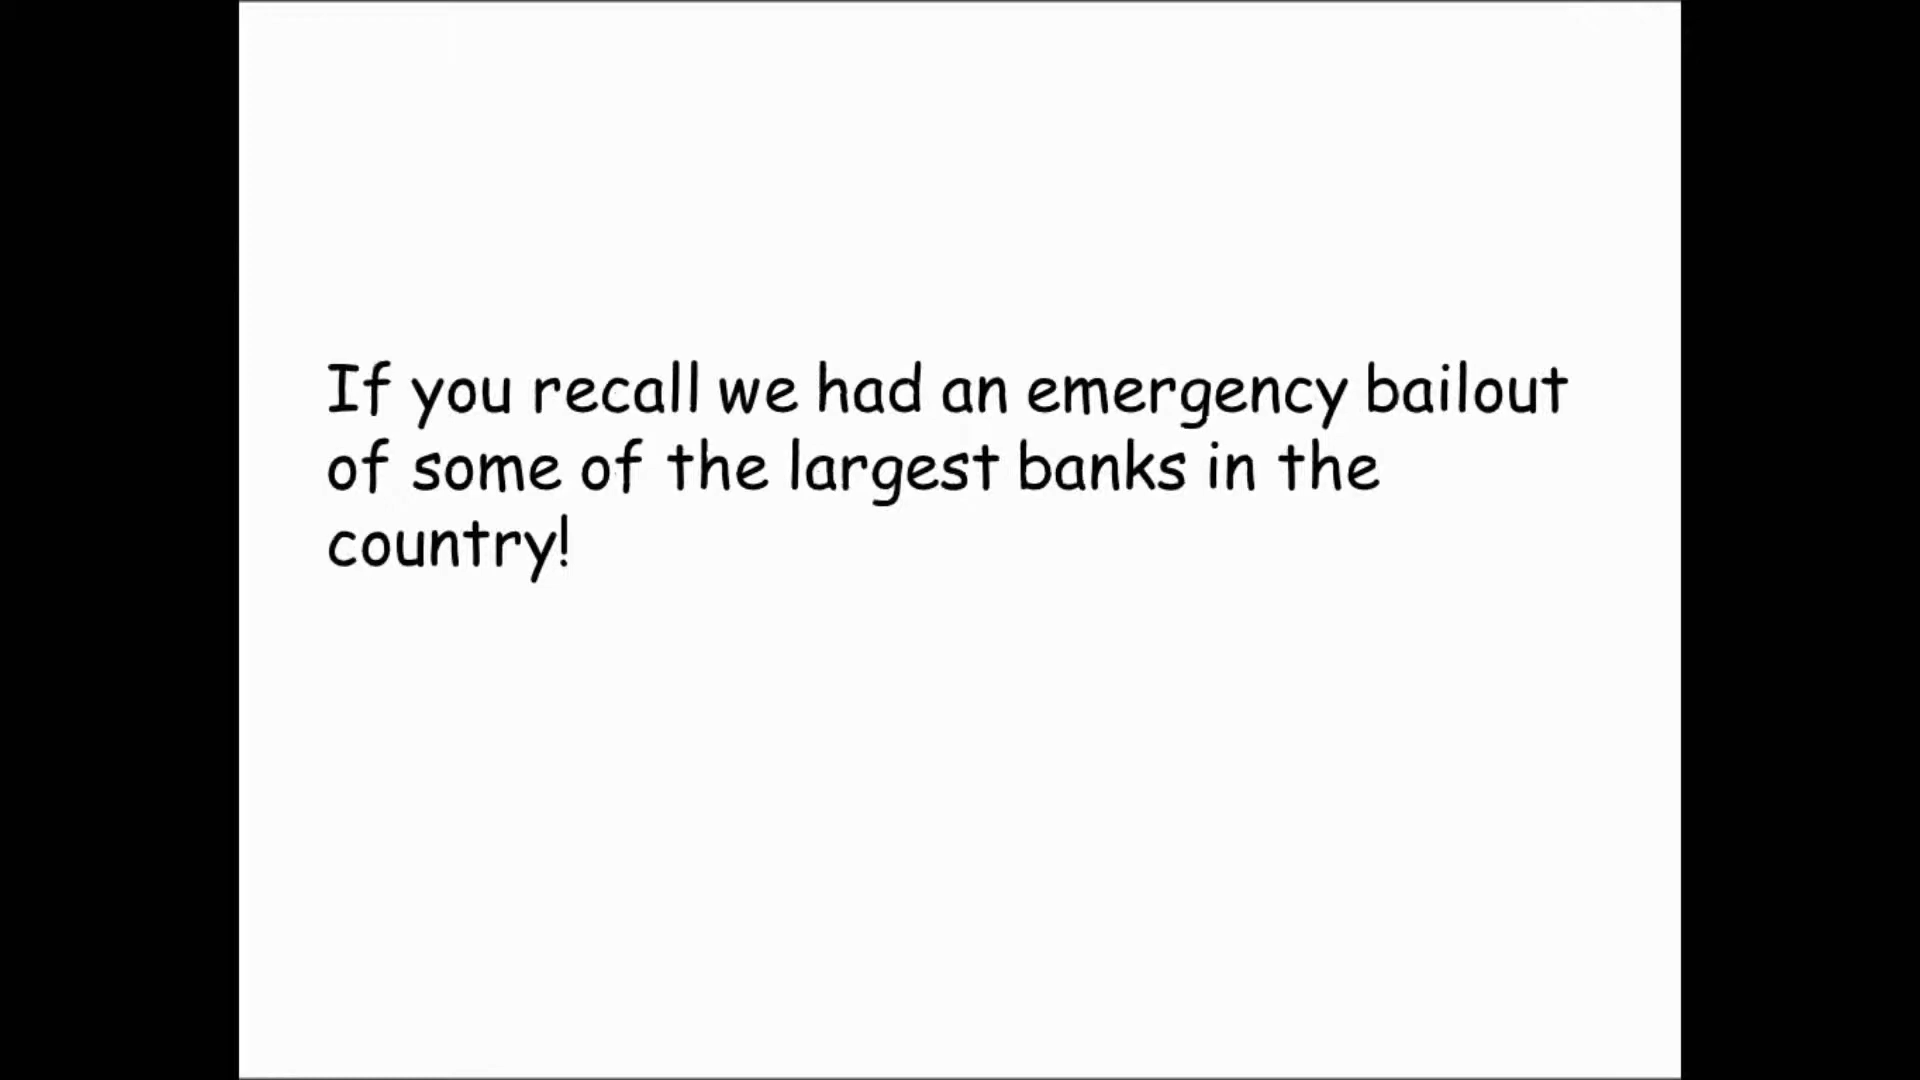 If you recall we had an emergency bailout
of some of the largest banks in the
country!